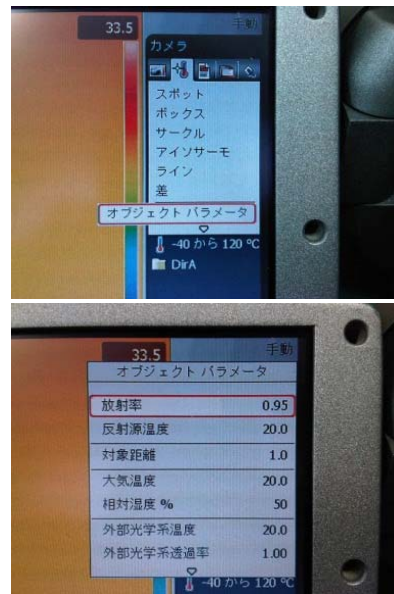 33.5
手動
カメラ
スポット
ボックス
サークル
アイソサーモ
ライン
差
オブジェクト パラメータ
-40 から 120 °C
DirA
33.5
手動
オブジェクト パラメータ
放射率 0.95
反射源温度 20.0
対象距離 1.0
大気温度 20.0
相対湿度 % 50
外部光学系温度 20.0
外部光学系透過率 1.00
-40 から 120 °C